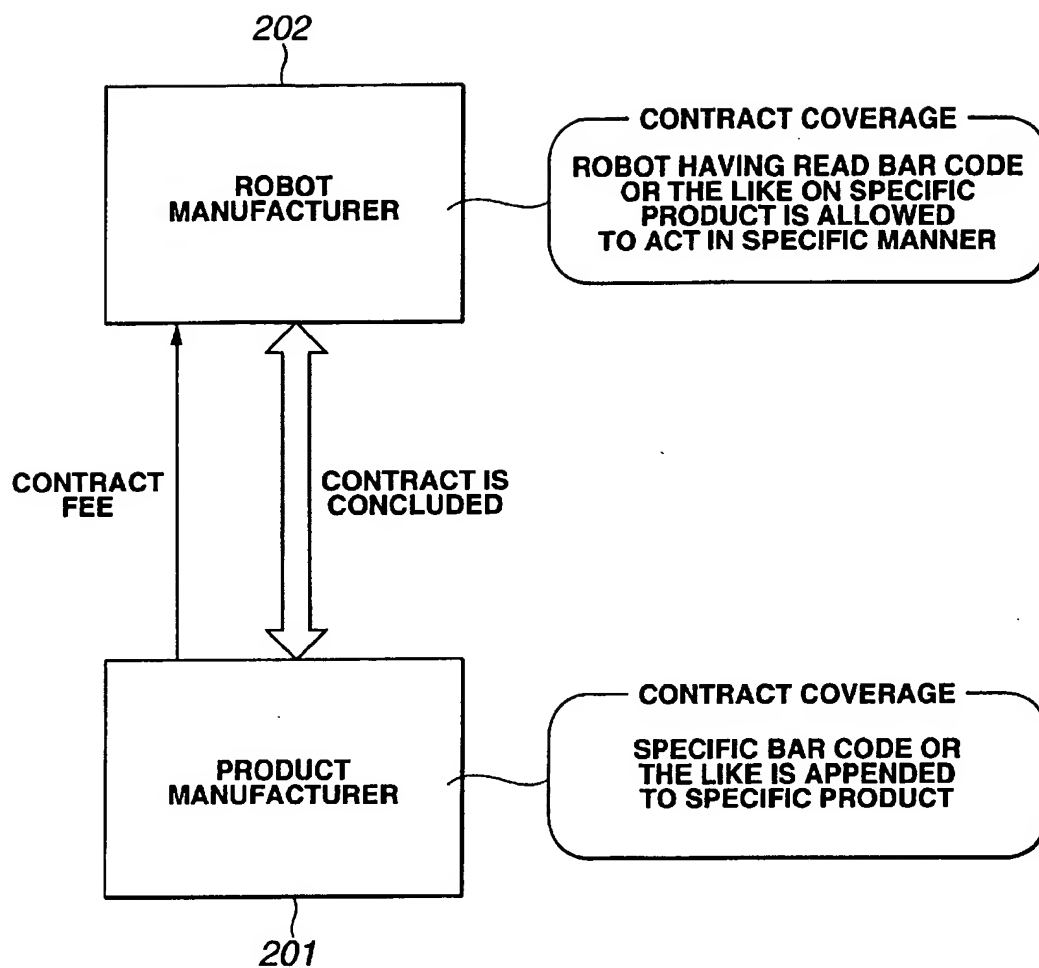 202
ROBOT
MANUFACTURER
CONTRACT COVERAGE
ROBOT HAVING READ BAR CODE
OR THE LIKE ON SPECIFIC
PRODUCT IS ALLOWED
TO ACT IN SPECIFIC MANNER
CONTRACT
FEE
CONTRACT IS
CONCLUDED
PRODUCT
MANUFACTURER
CONTRACT COVERAGE
SPECIFIC BAR CODE OR
THE LIKE IS APPENDED
TO SPECIFIC PRODUCT
201